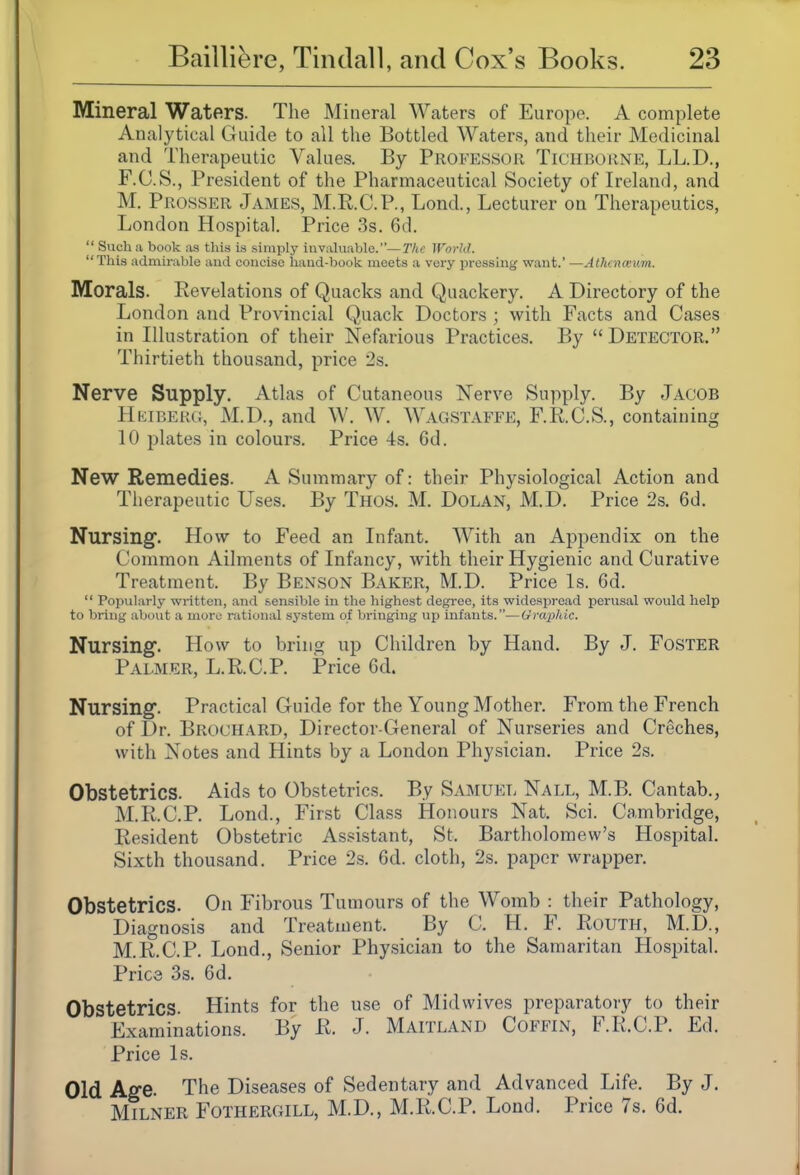 Baillière, Tindall, and Cox's Books. 23
Mineral Waters. The Mineral Waters of Europe. A complete
Analytical Guide to all the Bottled Waters, and their Medicinal
and Therapeutic Values. By PROFESSOR TICHBORNE, LL.D.,
F.C.S., President of the Pharmaceutical Society of Ireland, and
M. PROSSER JAMES, M.R.C.P., Lond., Lecturer on Therapeutics,
London Hospital. Price 3s. 6d.
"Such a book as this is simply invaluable."—The World.
"This admirable and concise hand-book meets a very pressing want.'—Athenæum.
Morals. Revelations of Quacks and Quackery. A Directory of the
London and Provincial Quack Doctors ; with Facts and Cases
in Illustration of their Nefarious Practices. By "DETECTOR."
Thirtieth thousand, price 2s.
Nerve Supply. Atlas of Cutaneous Nerve Supply. By JACOB
HEIBERG, M.D., and W. W. WAGSTAFFE, F.R.C.S., containing
10 plates in colours. Price 4s. 6d.
New Remedies. A Summary of: their Physiological Action and
Therapeutic Uses. By THOS. M. DOLAN, M.D. Price 2s. 6d.
Nursing. How to Feed an Infant. With an Appendix on the
Common Ailments of Infancy, with their Hygienic and Curative
Treatment. By BENSON BAKER, M.D. Price 1s. 6d.
"Popularly written, and sensible in the highest degree, its widespread perusal would help
to bring about a more rational system of bringing up infants."—Graphic.
Nursing. How to bring up Children by Hand. By J. FOSTER
PALMER, L.R.C.P. Price 6d.
Nursing. Practical Guide for the Young Mother. From the French
of Dr. BROCHARD, Director-General of Nurseries and Crêches,
with Notes and Hints by a London Physician. Price 2s.
Obstetrics. Aids to Obstetrics. By SAMUEL NALL, M.B. Cantab.,
M.R.C.P. Lond., First Class Honours Nat. Sci. Cambridge,
Resident Obstetric Assistant, St. Bartholomew's Hospital.
Sixth thousand. Price 2s. 6d. cloth, 2s. paper wrapper.
Obstetrics. On Fibrous Tumours of the Womb : their Pathology,
Diagnosis and Treatment. By C. H. F. ROUTH, M.D.,
M.R.C.P. Lond., Senior Physician to the Samaritan Hospital.
Price 3s. 6d.
Obstetrics. Hints for the use of Midwives preparatory to their
Examinations. By R. J. MAITLAND COFFIN, F.R.C.P. Ed.
Price 1s.
Old Age. The Diseases of Sedentary and Advanced Life. By J.
MILNER FOTHERGILL, M.D., M.R.C.P. Lond. Price 7s. 6d.